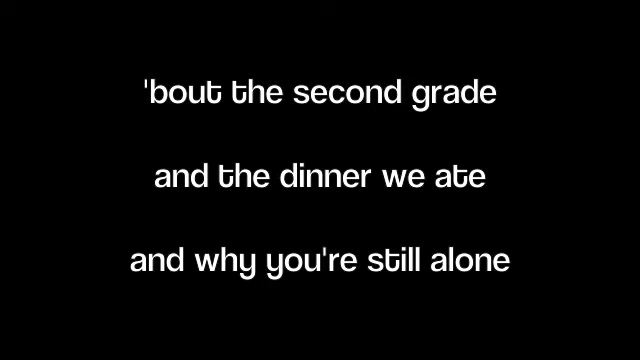 'bout the second grade
and the dinner we ate
and why you're still alone